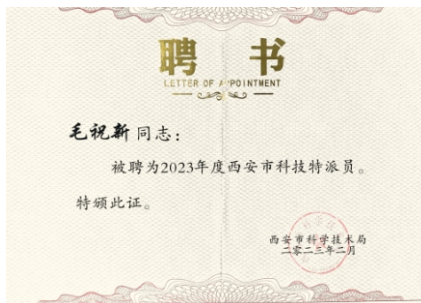 聘 书
LETTER OF APPOINTMENT
毛祝新同志：
被聘为2023年度西安市科技特派员。
特颁此证。
西安市科学技术局
二零二三年二月